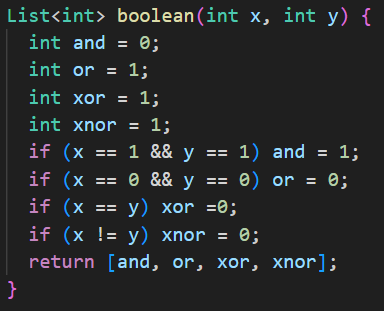 List<int> boolean(int x, int y) {
  int and = 0;
  int or = 1;
  int xor = 1;
  int xnor = 1;
  if (x == 1 && y == 1) and = 1;
  if (x == 0 && y == 0) or = 0;
  if (x == y) xor =0;
  if (x != y) xnor = 0;
  return [and, or, xor, xnor];
}